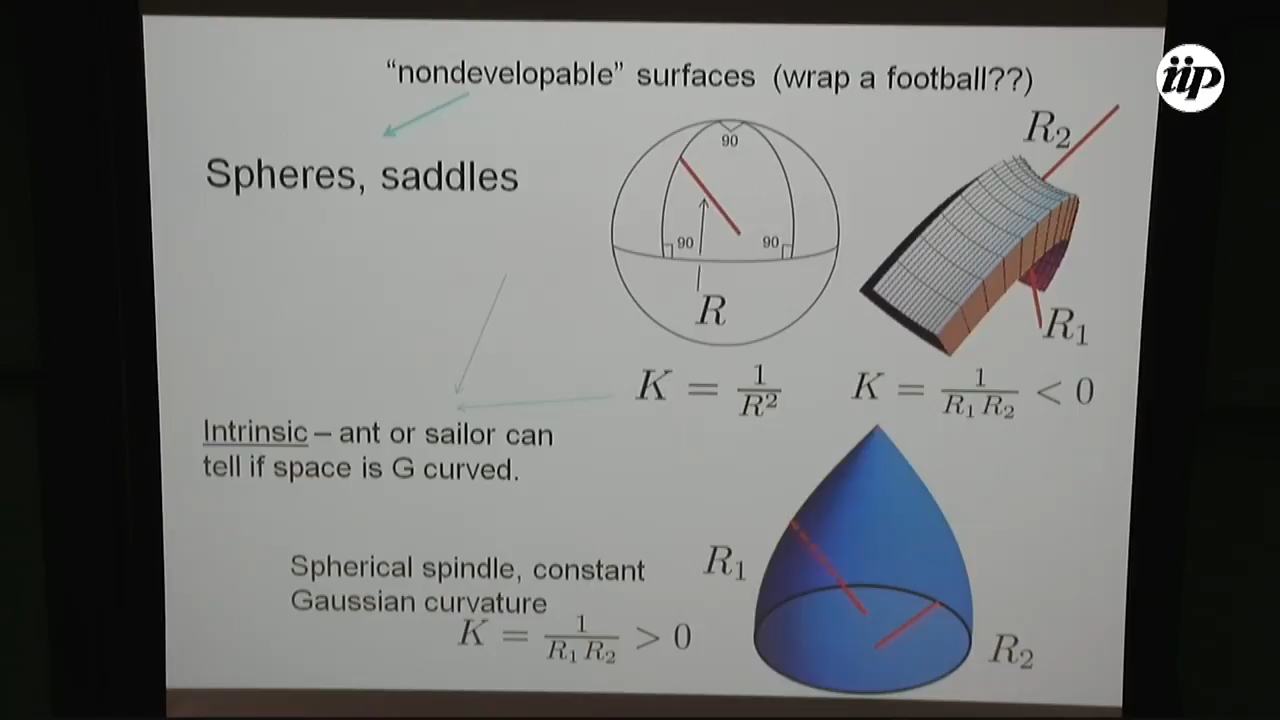 iip
“nondevelopable” surfaces (wrap a football??)
Spheres, saddles
90
90
90
R
R₂
R₁
K = 1/R²
K = 1/R₁R₂ < 0
Intrinsic – ant or sailor can
tell if space is G curved.
Spherical spindle, constant
Gaussian curvature
K = 1/R₁R₂ > 0
R₁
R₂